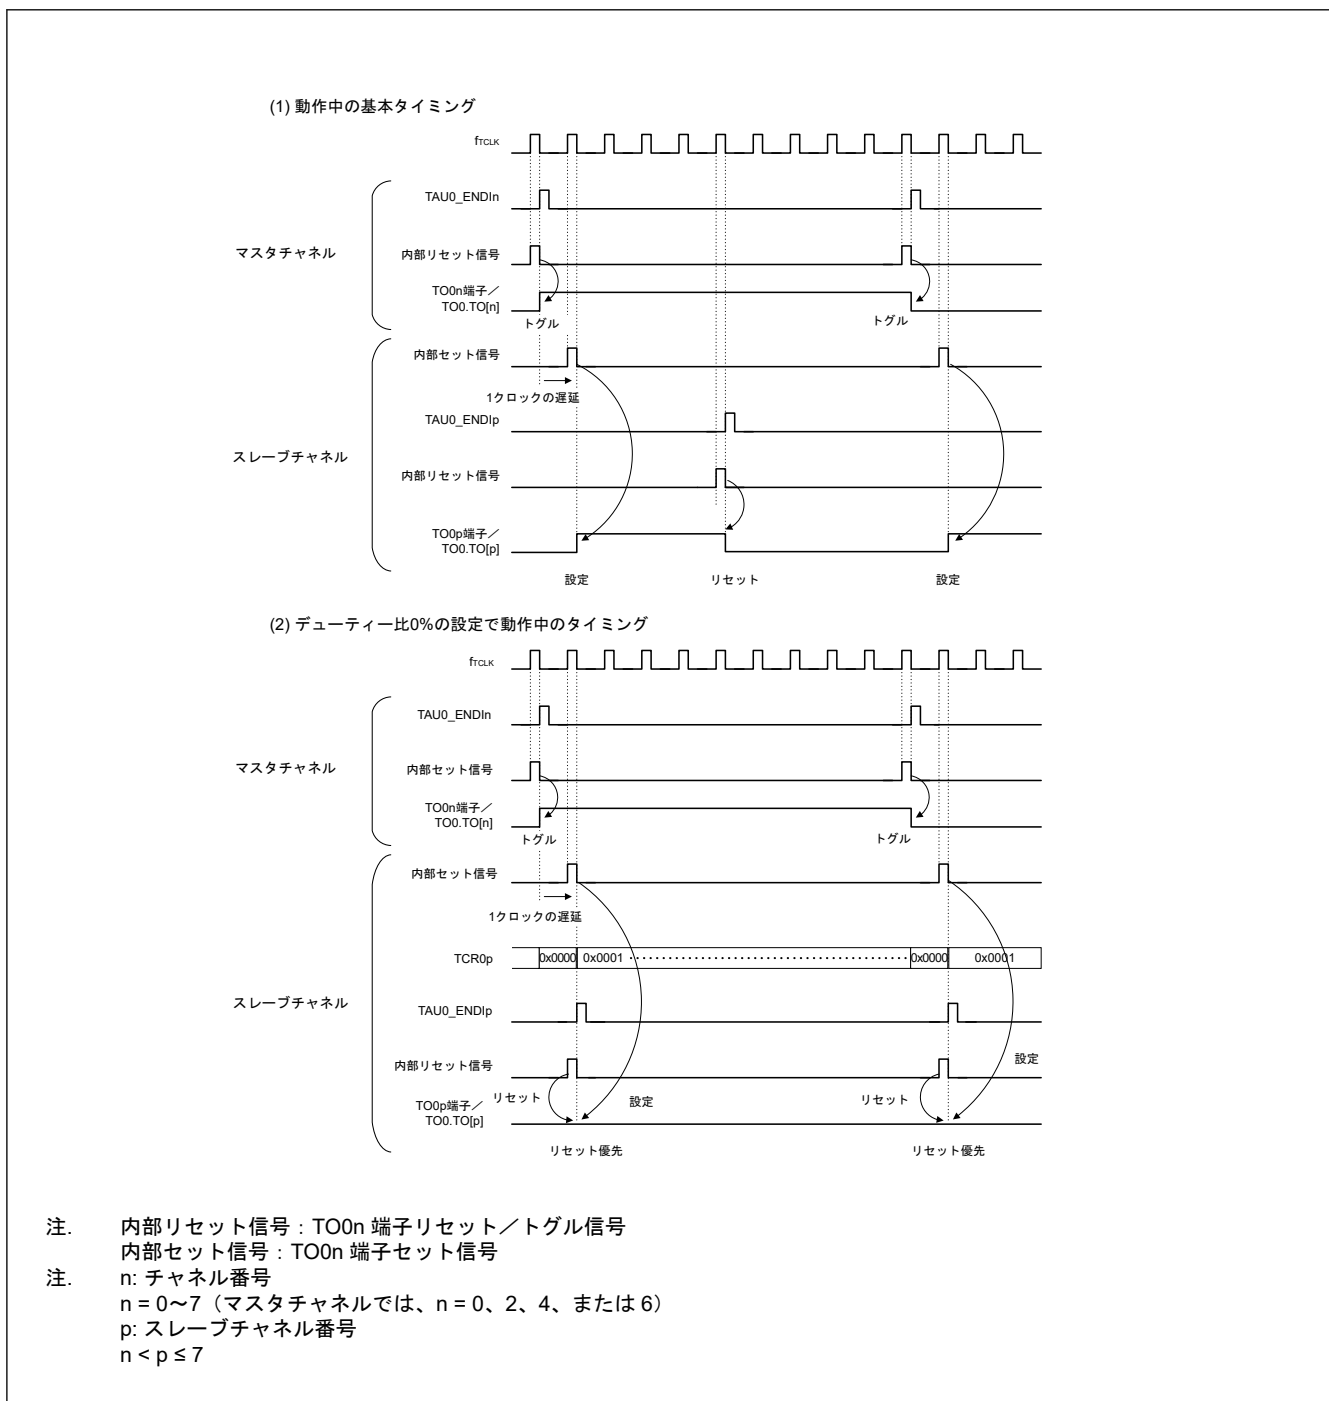 (1) 動作中の基本タイミング
fTCLK
TAU0_ENDIn
マスタチャネル
内部リセット信号
TO0n端子／
TO0.TO[n]
トグル
トグル
内部セット信号
1クロックの遅延
TAU0_ENDIp
スレーブチャネル
内部リセット信号
TO0p端子／
TO0.TO[p]
設定
リセット
設定
(2) デューティー比0%の設定で動作中のタイミング
fTCLK
TAU0_ENDIn
マスタチャネル
内部セット信号
TO0n端子／
TO0.TO[n]
トグル
トグル
内部セット信号
1クロックの遅延
TCR0p
0x0000
0x0001
0x0000
0x0001
スレーブチャネル
TAU0_ENDIp
設定
内部リセット信号
リセット
設定
リセット
TO0p端子／
TO0.TO[p]
リセット優先
リセット優先
注. 内部リセット信号：TO0n 端子リセット／トグル信号
内部セット信号：TO0n 端子セット信号
注. n: チャネル番号
n = 0〜7（マスタチャネルでは、n = 0、2、4、または 6）
p: スレーブチャネル番号
n < p ≤ 7